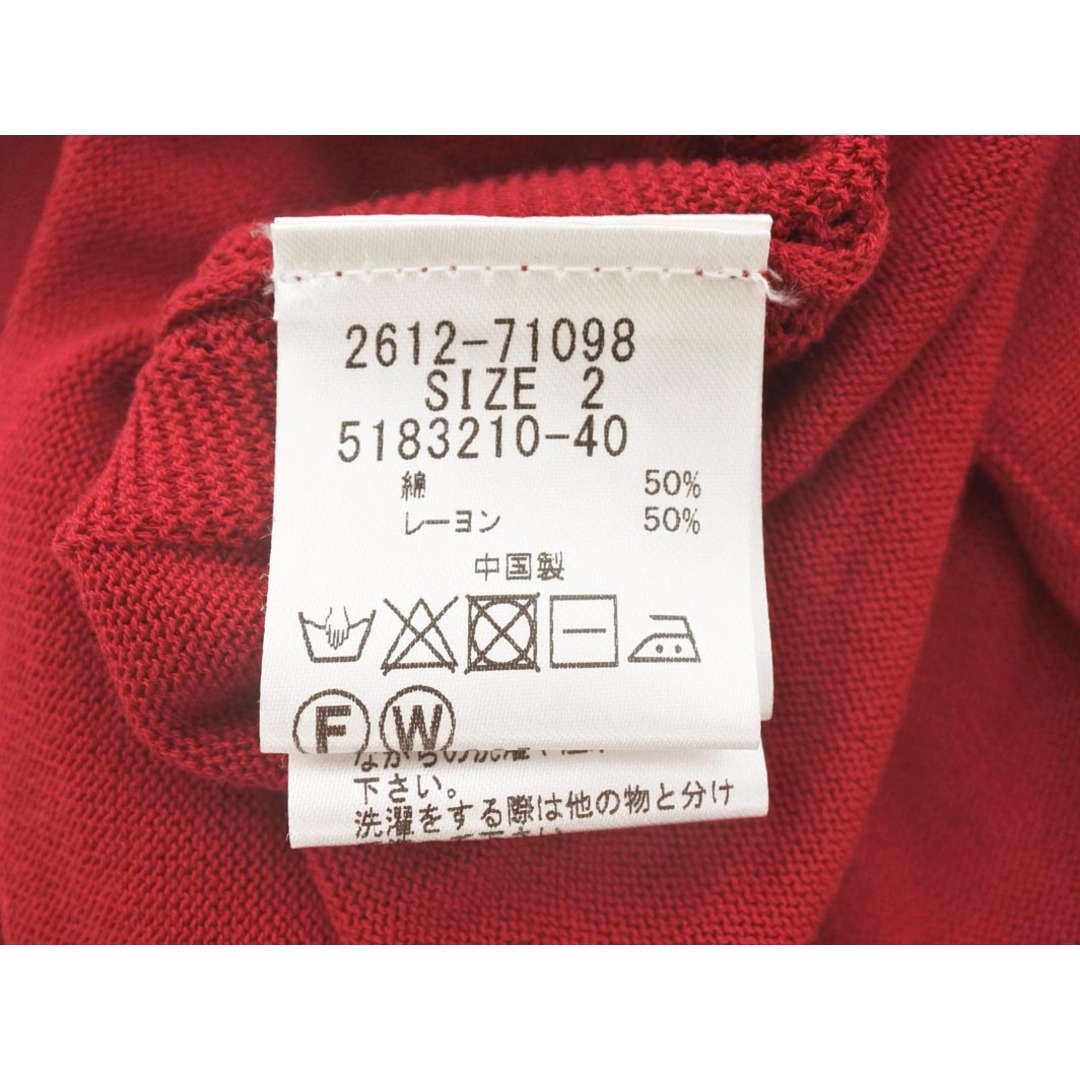 2612-71098
SIZE 2
5183210-40
綿 50%
レーヨン 50%
中国製
F W
下さい。
洗濯をする際は他の物と分け